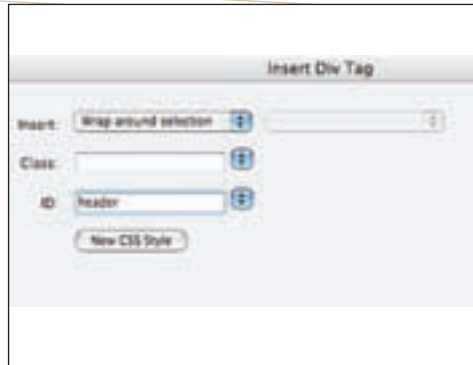 Insert Div Tag
Insert: Wrap around selection
Class:
ID: header
New CSS Style